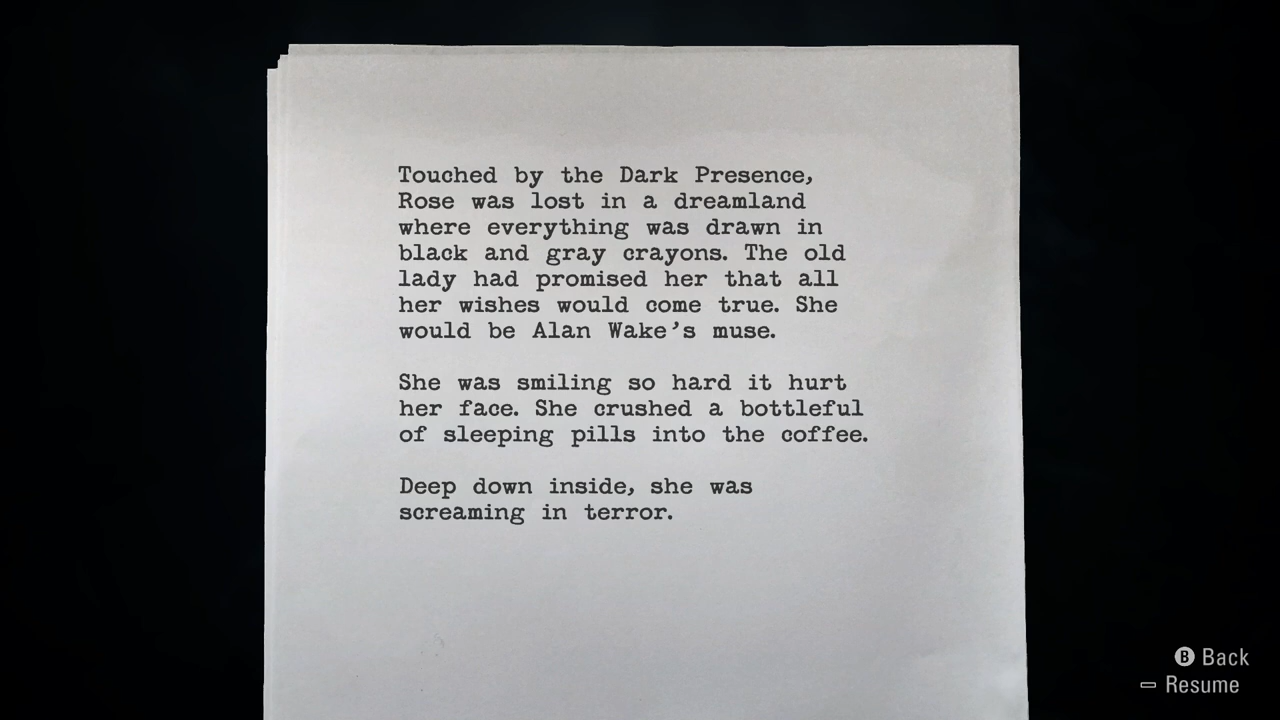 Touched by the Dark Presence,
Rose was lost in a dreamland
where everything was drawn in
black and gray crayons. The old
lady had promised her that all
her wishes would come true. She
would be Alan Wake’s muse.
She was smiling so hard it hurt
her face. She crushed a bottleful
of sleeping pills into the coffee.
Deep down inside, she was
screaming in terror.
B Back
Resume